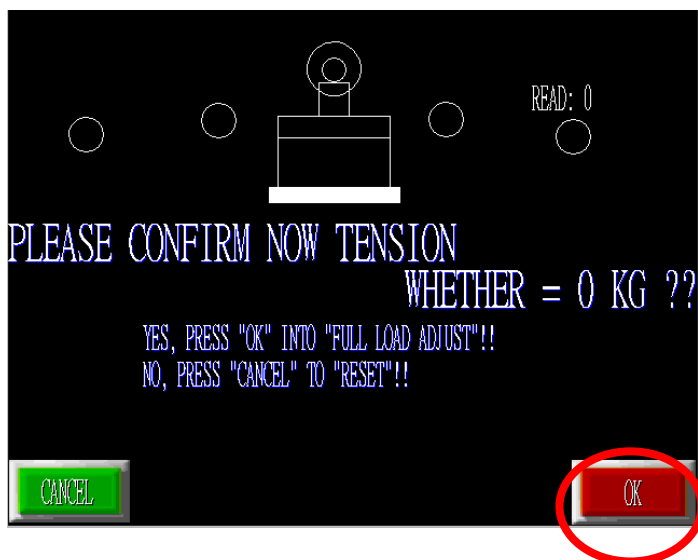 READ: 0
PLEASE CONFIRM NOW TENSION
WHETHER = 0 KG ??
YES, PRESS "OK" INTO "FULL LOAD ADJUST"!!
NO, PRESS "CANCEL" TO "RESET"!!
CANCEL
OK